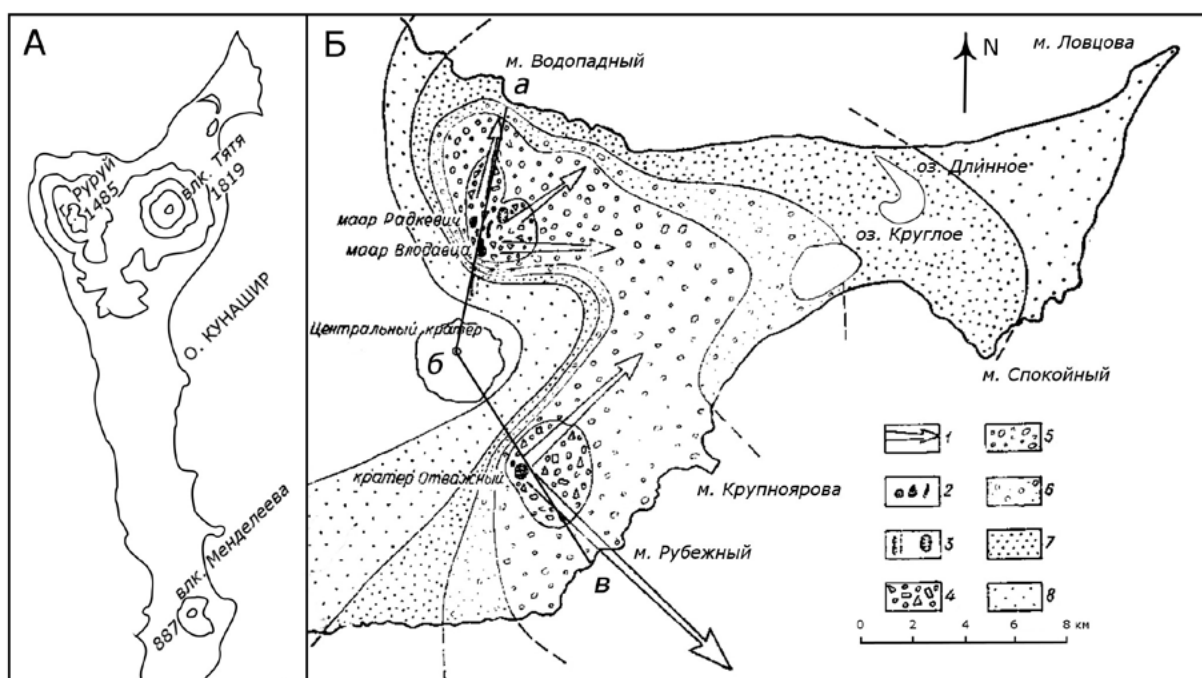 А
Руруй
1485
влк. Тятя
1819
О. КУНАШИР
влк. Менделеева
887
Б
м. Водопадный
а
N
м. Ловцова
оз. Длинное
маар Радкевич
маар Влодавца
оз. Круглое
Центральный кратер
б
м. Спокойный
кратер Отважный
м. Крупноярова
м. Рубежный
в
1
2
3
4
5
6
7
8
0 2 4 6 8 км